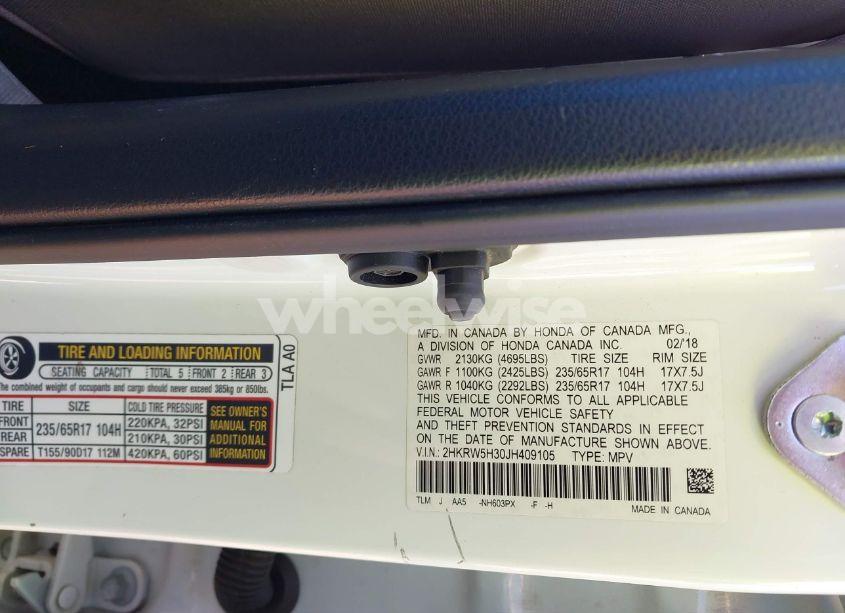 wheelwise
TIRE AND LOADING INFORMATION
SEATING CAPACITY TOTAL 5 FRONT 2 REAR 3
The combined weight of occupants and cargo should never exceed 385kg or 850lbs.
TIRE SIZE COLD TIRE PRESSURE
FRONT 235/65R17 104H 220KPA, 32PSI
REAR 210KPA, 30PSI
SPARE T155/90D17 112M 420KPA, 60PSI
SEE OWNER'S
MANUAL FOR
ADDITIONAL
INFORMATION
TLA A0
MFD. IN CANADA BY HONDA OF CANADA MFG.,
A DIVISION OF HONDA CANADA INC. 02/18
GVWR 2130KG (4695LBS) TIRE SIZE RIM SIZE
GAWR F 1100KG (2425LBS) 235/65R17 104H 17X7.5J
GAWR R 1040KG (2292LBS) 235/65R17 104H 17X7.5J
THIS VEHICLE CONFORMS TO ALL APPLICABLE
FEDERAL MOTOR VEHICLE SAFETY
AND THEFT PREVENTION STANDARDS IN EFFECT
ON THE DATE OF MANUFACTURE SHOWN ABOVE.
V.I.N.: 2HKRW5H30JH409105 TYPE: MPV
TLM J AA5 -NH603PX -F -H
MADE IN CANADA